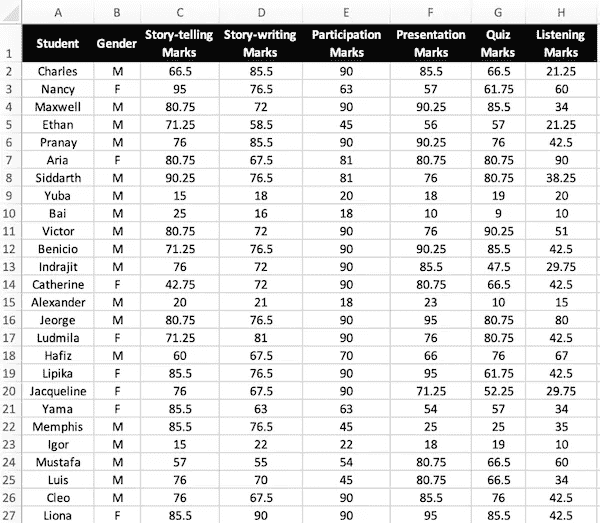 A B C D E F G H
1 Student Gender Story-telling Marks Story-writing Marks Participation Marks Presentation Marks Quiz Marks Listening Marks
2 Charles M 66.5 85.5 90 85.5 66.5 21.25
3 Nancy F 95 76.5 63 57 61.75 60
4 Maxwell M 80.75 72 90 90.25 85.5 34
5 Ethan M 71.25 58.5 45 56 57 21.25
6 Pranay M 76 85.5 90 90.25 76 42.5
7 Aria F 80.75 67.5 81 80.75 80.75 90
8 Siddarth M 90.25 76.5 81 76 80.75 38.25
9 Yuba M 15 18 20 18 19 20
10 Bai M 25 16 18 10 9 10
11 Victor M 80.75 72 90 76 90.25 51
12 Benicio M 71.25 76.5 90 90.25 85.5 42.5
13 Indrajit M 76 72 90 85.5 47.5 29.75
14 Catherine F 42.75 72 90 80.75 66.5 42.5
15 Alexander M 20 21 18 23 10 15
16 Jeorge M 80.75 76.5 90 95 80.75 80
17 Ludmila F 71.25 81 90 76 80.75 42.5
18 Hafiz M 60 67.5 70 66 76 67
19 Lipika F 85.5 76.5 90 95 61.75 42.5
20 Jacqueline F 76 67.5 90 71.25 52.25 29.75
21 Yama F 85.5 63 63 54 57 34
22 Memphis M 85.5 76.5 45 25 25 35
23 Igor M 15 22 22 18 19 10
24 Mustafa M 57 55 54 80.75 66.5 60
25 Luis M 76 70 45 80.75 66.5 34
26 Cleo M 76 67.5 90 85.5 76 42.5
27 Liona F 85.5 90 90 95 85.5 42.5